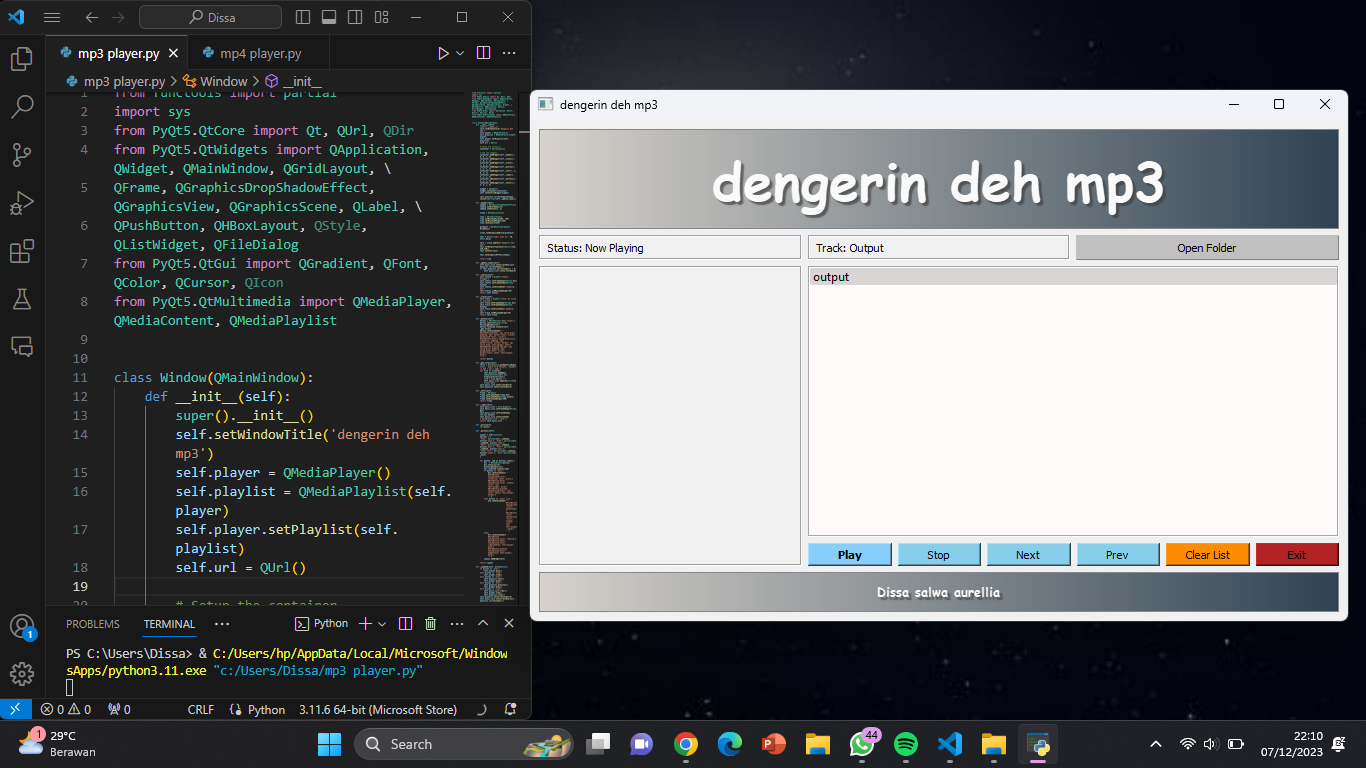 Dissa
mp3 player.py
mp4 player.py
mp3 player.py > Window > __init__
1 from functools import partial
2 import sys
3 from PyQt5.QtCore import Qt, QUrl, QDir
4 from PyQt5.QtWidgets import QApplication,
QWidget, QMainWindow, QGridLayout, \
5 QFrame, QGraphicsDropShadowEffect,
QGraphicsView, QGraphicsScene, QLabel, \
6 QPushButton, QHBoxLayout, QStyle,
QListWidget, QFileDialog
7 from PyQt5.QtGui import QGradient, QFont,
QColor, QCursor, QIcon
8 from PyQt5.QtMultimedia import QMediaPlayer,
QMediaContent, QMediaPlaylist
9
10
11 class Window(QMainWindow):
12 def __init__(self):
13 super().__init__()
14 self.setWindowTitle('dengerin deh
mp3')
15 self.player = QMediaPlayer()
16 self.playlist = QMediaPlaylist(self.
player)
17 self.player.setPlaylist(self.
playlist)
18 self.url = QUrl()
19
20 # Setup the container
PROBLEMS TERMINAL ... Python
PS C:\Users\Dissa> & C:/Users/hp/AppData/Local/Microsoft/Window
sApps/python3.11.exe "c:/Users/Dissa/mp3 player.py"
0 0 0 CRLF Python 3.11.6 64-bit (Microsoft Store)
1
dengerin deh mp3
dengerin deh mp3
Status: Now Playing
Track: Output
Open Folder
output
Play
Stop
Next
Prev
Clear List
Exit
Dissa salwa aurellia
1
29°C
Berawan
Search
44
22:10
07/12/2023